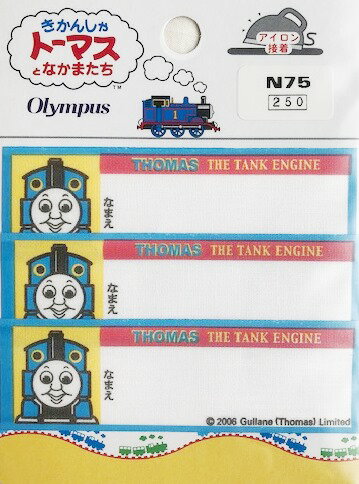 きかんしゃ
トーマス
となかまたち
TM
Olympus
アイロン
接着
S
N75
250
1
THOMAS THE TANK ENGINE
なまえ
THOMAS THE TANK ENGINE
なまえ
THOMAS THE TANK ENGINE
なまえ
© 2006 Gullane (Thomas) Limited